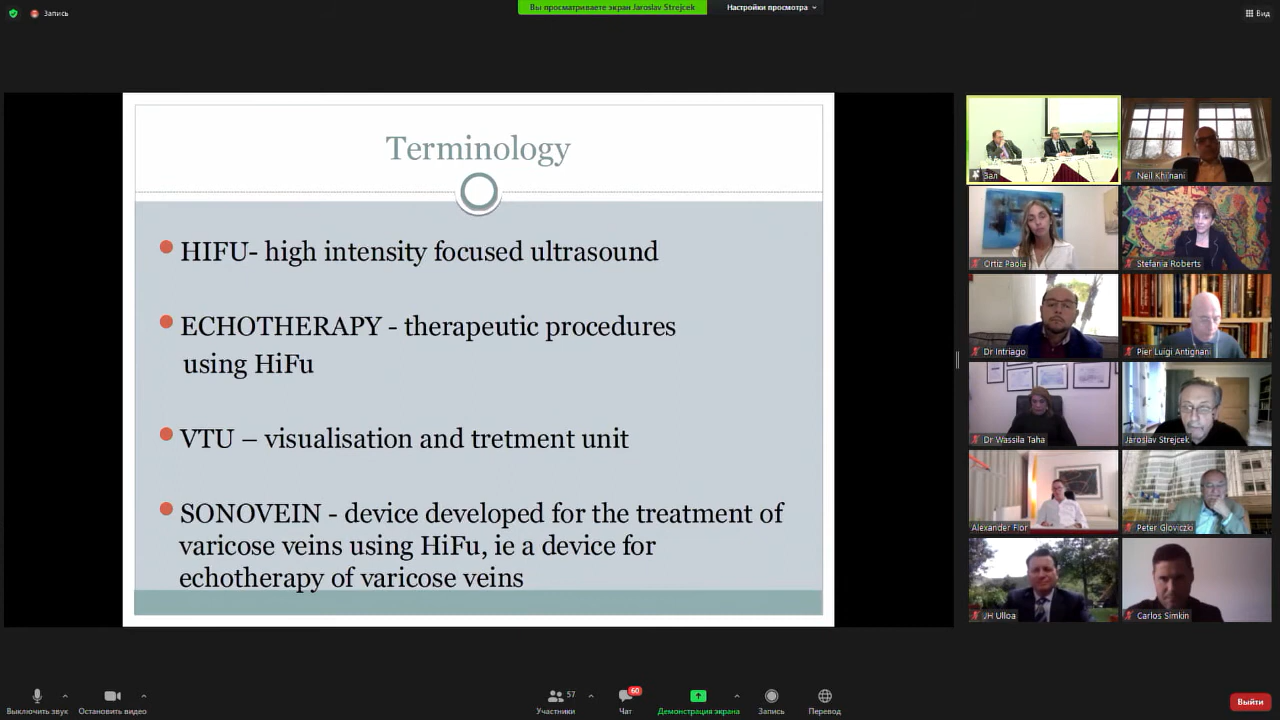 Запись
Вы просматриваете экран Jaroslav Strejcek
Настройки просмотра
Вид
Terminology
HIFU- high intensity focused ultrasound
ECHOTHERAPY - therapeutic procedures
using HiFu
VTU – visualisation and tretment unit
SONOVEIN - device developed for the treatment of
varicose veins using HiFu, ie a device for
echotherapy of varicose veins
Зал
Neil Khilnani
Ortiz Paola
Stefania Roberts
Dr Intriago
Pier Luigi Antignani
Dr Wassila Taha
Jaroslav Strejcek
Alexander Flor
Peter Gloviczki
JH Ulloa
Carlos Simkin
Выключить звук
Остановить видео
57
Участники
60
Чат
Демонстрация экрана
Запись
Перевод
Выйти